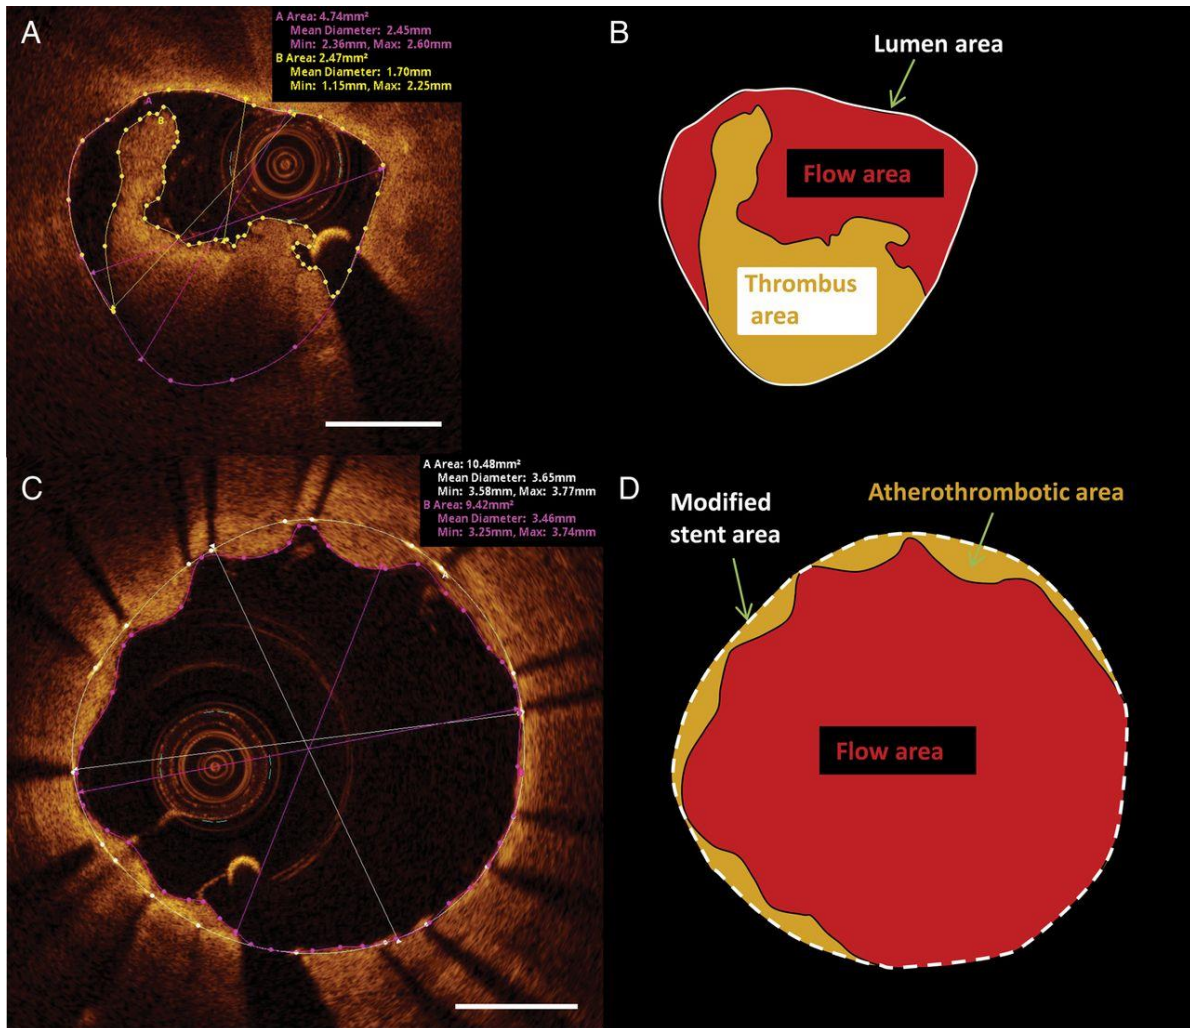 A
A Area: 4.74mm²
Mean Diameter: 2.45mm
Min: 2.36mm, Max: 2.60mm
B Area: 2.47mm²
Mean Diameter: 1.70mm
Min: 1.15mm, Max: 2.25mm
A
B
B
Lumen area
Flow area
Thrombus
area
C
A Area: 10.48mm²
Mean Diameter: 3.65mm
Min: 3.58mm, Max: 3.77mm
B Area: 9.42mm²
Mean Diameter: 3.46mm
Min: 3.25mm, Max: 3.74mm
D
Modified
stent area
Atherothrombotic area
Flow area